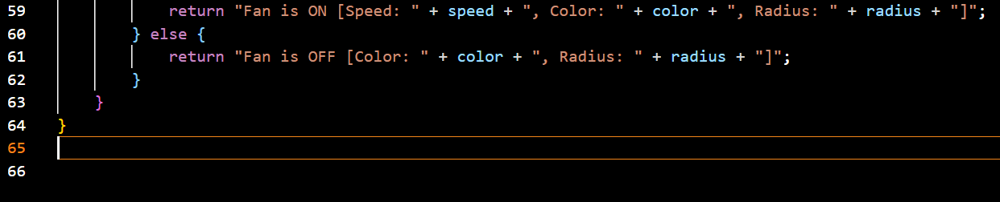 59 return "Fan is ON [Speed: " + speed + ", Color: " + color + ", Radius: " + radius + "]";
60 } else {
61 return "Fan is OFF [Color: " + color + ", Radius: " + radius + "]";
62 }
63 }
64 }
65
66